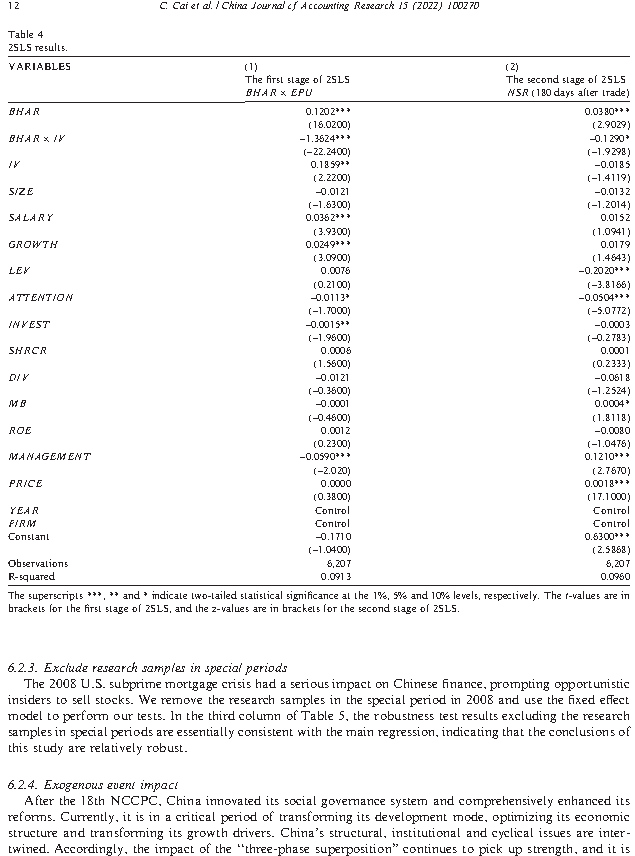 12 C. Cai et al. / China Journal of Accounting Research 15 (2022) 100270
Table 4
2SLS results.
VARIABLES (1) (2)
The first stage of 2SLS The second stage of 2SLS
BHAR × EPU NSR (180 days after trade)
BHAR 0.1202*** 0.0380***
(16.0200) (2.9029)
BHAR × IV −1.3624*** −0.1290*
(−22.2400) (−1.9298)
IV 0.1859** −0.0185
(2.2200) (−1.4119)
SIZE −0.0121 −0.0132
(−1.6300) (−1.2014)
SALARY 0.0362*** 0.0152
(3.9300) (1.0941)
GROWTH 0.0249*** 0.0179
(3.0900) (1.4643)
LEV 0.0076 −0.2020***
(0.2100) (−3.8166)
ATTENTION −0.0113* −0.0504***
(−1.7000) (−5.0772)
INVEST −0.0015** −0.0003
(−1.9600) (−0.2783)
SHRCR 0.0006 0.0001
(1.5600) (0.2333)
DIV −0.0121 −0.0618
(−0.3600) (−1.2524)
MB −0.0001 0.0004*
(−0.4600) (1.8118)
ROE 0.0012 −0.0080
(0.2300) (−1.0476)
MANAGEMENT −0.0590*** 0.1210***
(−2.020) (2.7670)
PRICE 0.0000 0.0018***
(0.3800) (17.1000)
YEAR Control Control
FIRM Control Control
Constant −0.1710 0.6300***
(−1.0400) (2.5868)
Observations 6,207 6,207
R-squared 0.0913 0.0960
The superscripts ***, ** and * indicate two-tailed statistical significance at the 1%, 5% and 10% levels, respectively. The t-values are in
brackets for the first stage of 2SLS, and the z-values are in brackets for the second stage of 2SLS.
6.2.3. Exclude research samples in special periods
The 2008 U.S. subprime mortgage crisis had a serious impact on Chinese finance, prompting opportunistic
insiders to sell stocks. We remove the research samples in the special period in 2008 and use the fixed effect
model to perform our tests. In the third column of Table 5, the robustness test results excluding the research
samples in special periods are essentially consistent with the main regression, indicating that the conclusions of
this study are relatively robust.
6.2.4. Exogenous event impact
After the 18th NCCPC, China innovated its social governance system and comprehensively enhanced its
reforms. Currently, it is in a critical period of transforming its development mode, optimizing its economic
structure and transforming its growth drivers. China's structural, institutional and cyclical issues are inter-
twined. Accordingly, the impact of the "three-phase superposition" continues to pick up strength, and it is